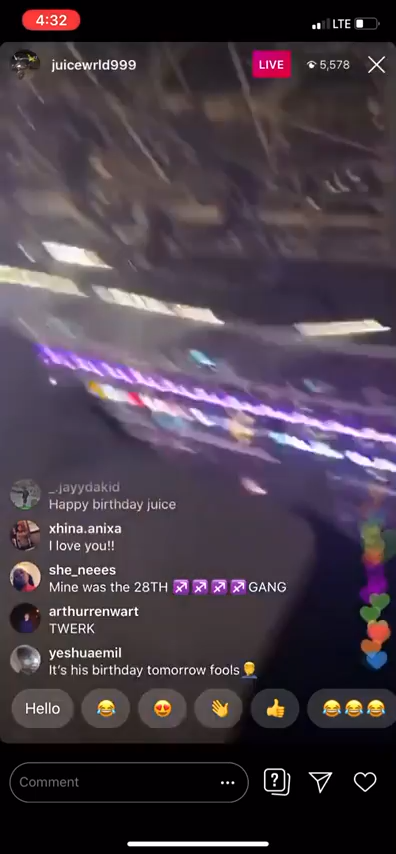 4:32
LTE
juicewrld999
LIVE
5,578
_.jayydakid
Happy birthday juice
xhina.anixa
I love you!!
she_neees
Mine was the 28TH ♐♐♐♐GANG
arthurrenwart
TWERK
yeshuaemil
It's his birthday tomorrow fools🤦‍♂️
Hello 😂 😍 👋 👍 😂😂😂
Comment